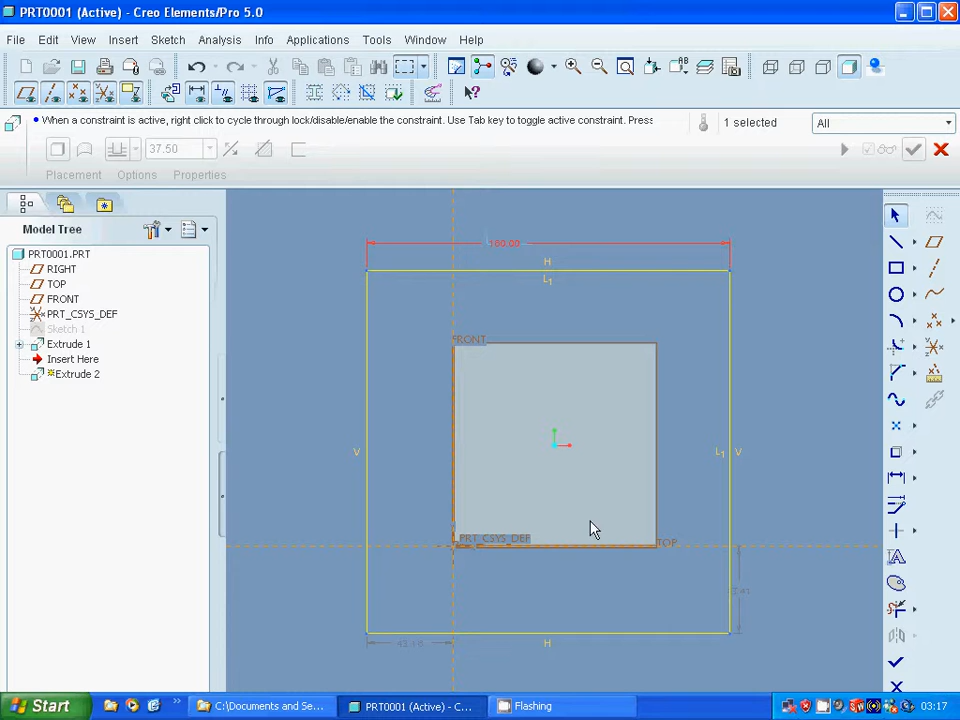 PRT0001 (Active) - Creo Elements/Pro 5.0
File Edit View Insert Sketch Analysis Info Applications Tools Window Help
When a constraint is active, right click to cycle through lock/disable/enable the constraint. Use Tab key to toggle active constraint. Press
1 selected
All
37.50
Placement Options Properties
Model Tree
PRT0001.PRT
RIGHT
TOP
FRONT
PRT_CSYS_DEF
Sketch 1
Extrude 1
Insert Here
Extrude 2
H
L1
FRONT
V
L1 V
PRT_CSYS_DEF
TOP
H
Start
C:\Documents and Se...
PRT0001 (Active) - C...
Flashing
03:17